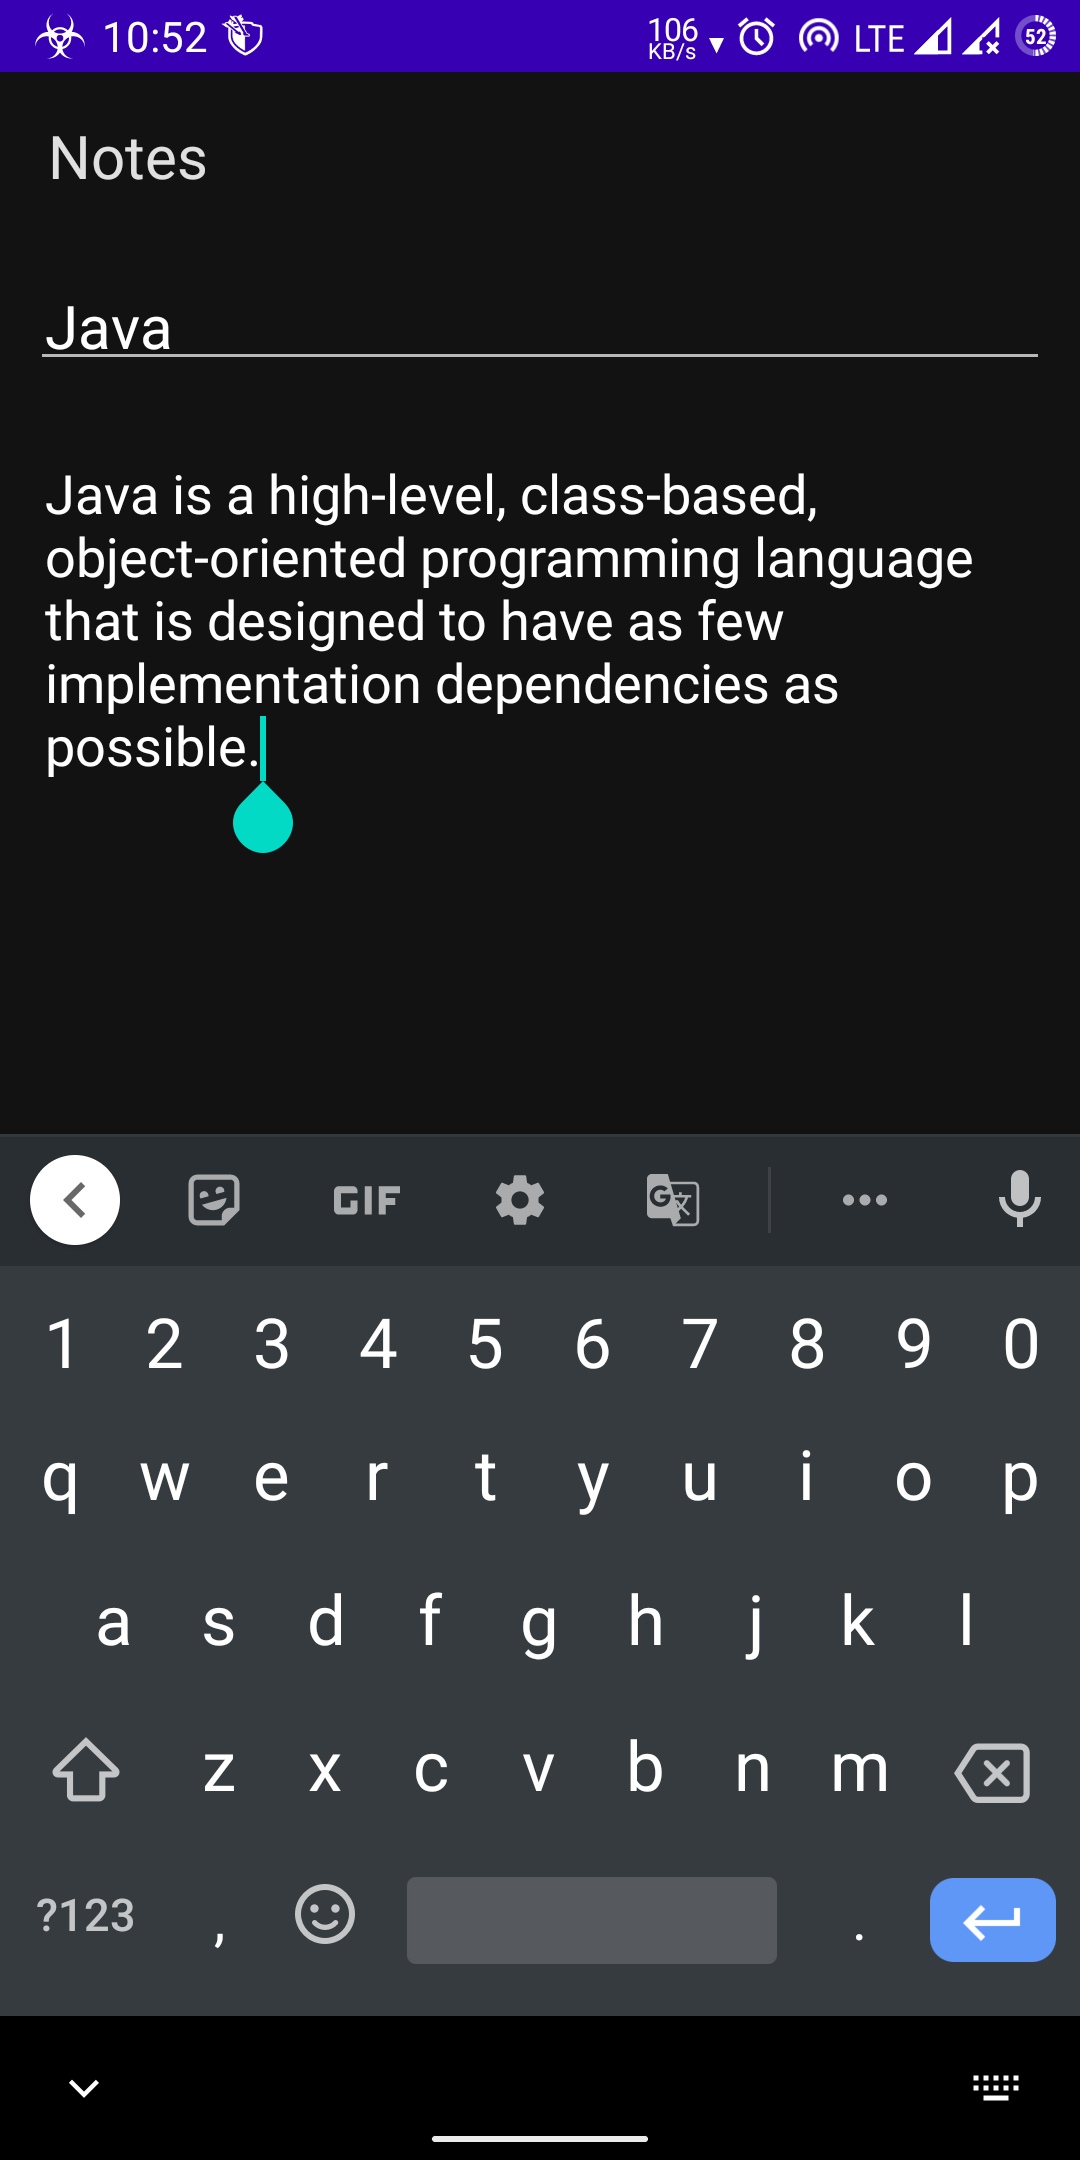 10:52
106 KB/s LTE 52
Notes
Java
Java is a high-level, class-based,
object-oriented programming language
that is designed to have as few
implementation dependencies as
possible.
GIF G
1 2 3 4 5 6 7 8 9 0
q w e r t y u i o p
a s d f g h j k l
z x c v b n m
?123 , .